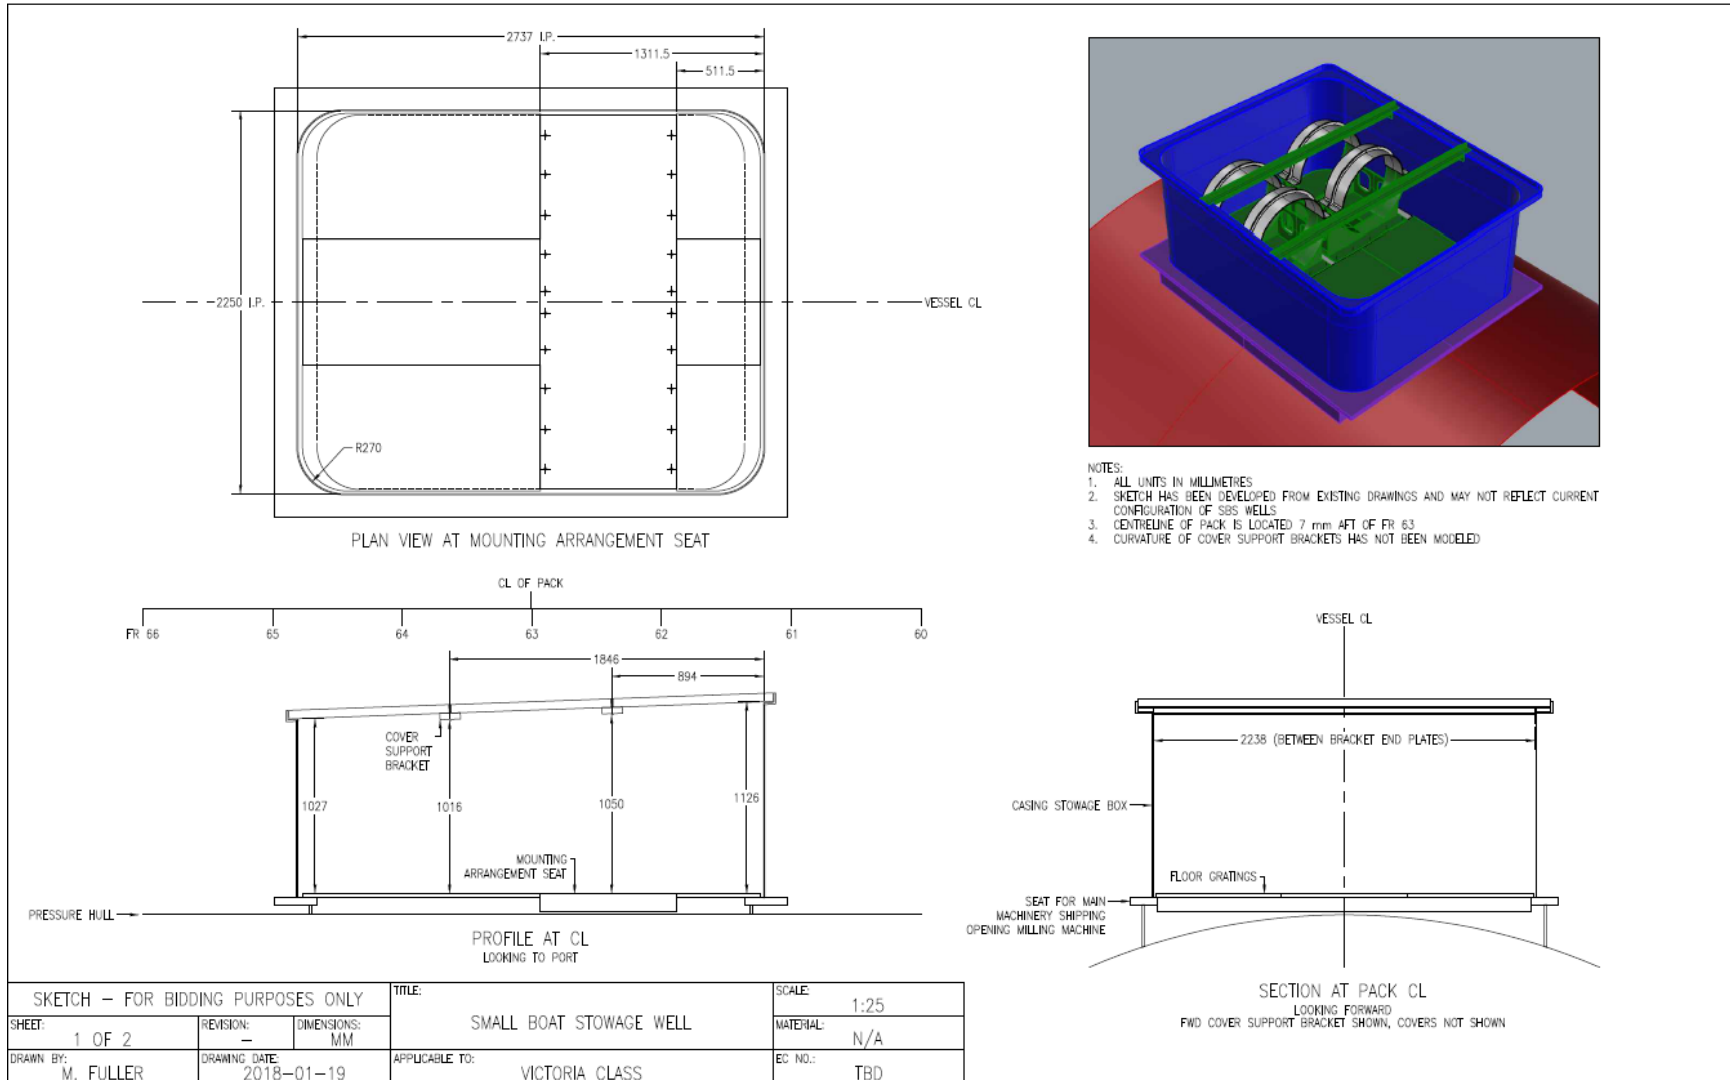 2737 I.P.
1311.5
511.5
2250 I.P.
VESSEL CL
R270
PLAN VIEW AT MOUNTING ARRANGEMENT SEAT
NOTES:
1. ALL UNITS IN MILLIMETRES
2. SKETCH HAS BEEN DEVELOPED FROM EXISTING DRAWINGS AND MAY NOT REFLECT CURRENT
CONFIGURATION OF SBS WELLS
3. CENTRELINE OF PACK IS LOCATED 7 mm AFT OF FR 63
4. CURVATURE OF COVER SUPPORT BRACKETS HAS NOT BEEN MODELED
CL OF PACK
FR 66 65 64 63 62 61 60
1846
894
COVER
SUPPORT
BRACKET
1027
1016
1050
1126
MOUNTING
ARRANGEMENT SEAT
PRESSURE HULL
PROFILE AT CL
LOOKING TO PORT
VESSEL CL
2238 (BETWEEN BRACKET END PLATES)
CASING STOWAGE BOX
FLOOR GRATINGS
SEAT FOR MAIN
MACHINERY SHIPPING
OPENING MILLING MACHINE
SECTION AT PACK CL
LOOKING FORWARD
FWD COVER SUPPORT BRACKET SHOWN, COVERS NOT SHOWN
SKETCH – FOR BIDDING PURPOSES ONLY
SHEET:
1 OF 2
REVISION:
–
DIMENSIONS:
MM
DRAWN BY:
M. FULLER
DRAWING DATE:
2018–01–19
TITLE:
SMALL BOAT STOWAGE WELL
APPLICABLE TO:
VICTORIA CLASS
SCALE:
1:25
MATERIAL:
N/A
EC NO.:
TBD